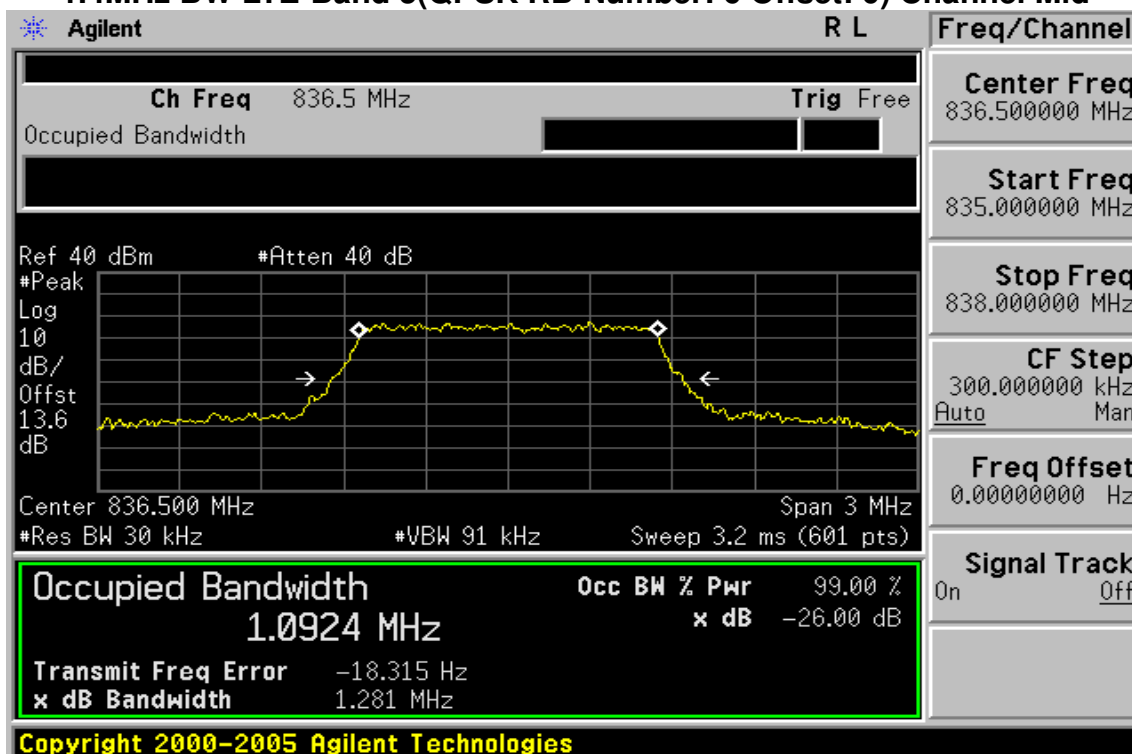 Agilent R L Freq/Channel
Ch Freq 836.5 MHz Trig Free
Occupied Bandwidth
Center Freq
836.500000 MHz
Start Freq
835.000000 MHz
Stop Freq
838.000000 MHz
CF Step
300.000000 kHz
Auto Man
Freq Offset
0.00000000 Hz
Signal Track
On Off
Ref 40 dBm #Atten 40 dB
#Peak
Log
10
dB/
Offst
13.6
dB
Center 836.500 MHz Span 3 MHz
#Res BW 30 kHz #VBW 91 kHz Sweep 3.2 ms (601 pts)
Occupied Bandwidth Occ BW % Pwr 99.00 %
1.0924 MHz x dB -26.00 dB
Transmit Freq Error -18.315 Hz
x dB Bandwidth 1.281 MHz
Copyright 2000-2005 Agilent Technologies